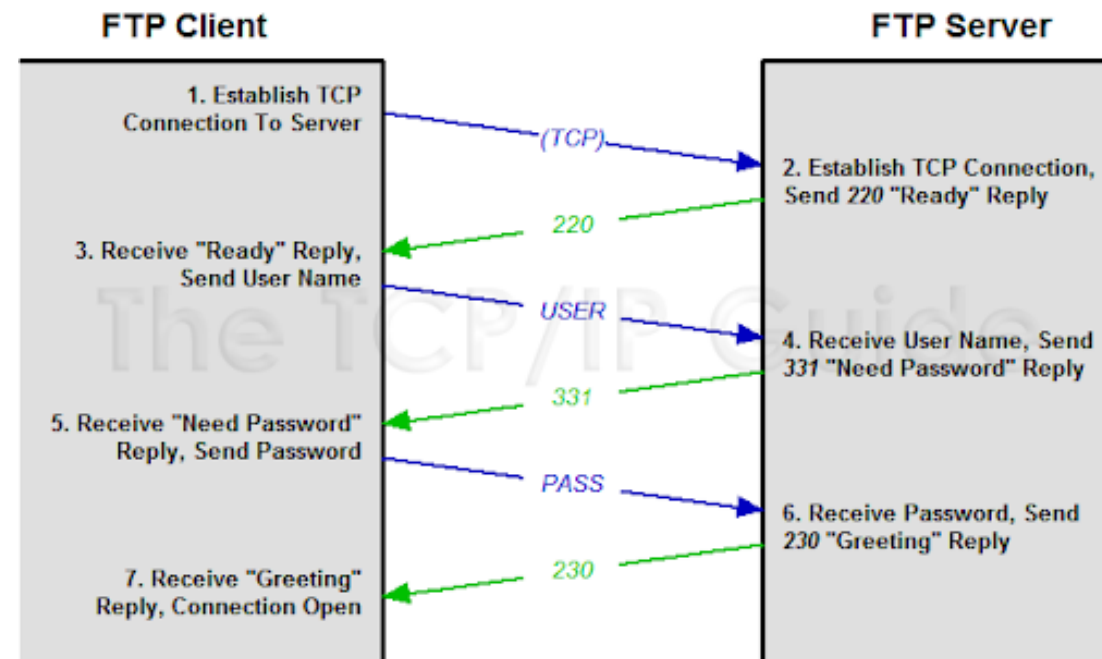 FTP Client
FTP Server
1. Establish TCP
Connection To Server
(TCP)
2. Establish TCP Connection,
Send 220 "Ready" Reply
220
3. Receive "Ready" Reply,
Send User Name
The TCP/IP Guide
USER
4. Receive User Name, Send
331 "Need Password" Reply
331
5. Receive "Need Password"
Reply, Send Password
PASS
6. Receive Password, Send
230 "Greeting" Reply
230
7. Receive "Greeting"
Reply, Connection Open